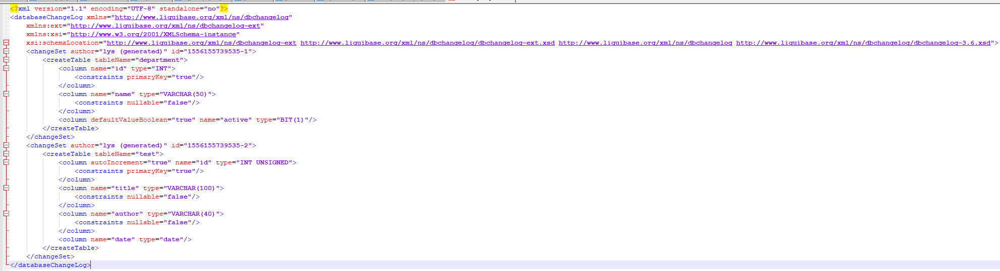 <?xml version="1.1" encoding="UTF-8" standalone="no"?>
<databaseChangeLog xmlns="http://www.liquibase.org/xml/ns/dbchangelog"
    xmlns:ext="http://www.liquibase.org/xml/ns/dbchangelog-ext"
    xmlns:xsi="http://www.w3.org/2001/XMLSchema-instance"
    xsi:schemaLocation="http://www.liquibase.org/xml/ns/dbchangelog-ext http://www.liquibase.org/xml/ns/dbchangelog/dbchangelog-ext.xsd http://www.liquibase.org/xml/ns/dbchangelog http://www.liquibase.org/xml/ns/dbchangelog/dbchangelog-3.6.xsd">
    <changeSet author="lys (generated)" id="1556155739535-1">
        <createTable tableName="department">
            <column name="id" type="INT">
                <constraints primaryKey="true"/>
            </column>
            <column name="name" type="VARCHAR(50)">
                <constraints nullable="false"/>
            </column>
            <column defaultValueBoolean="true" name="active" type="BIT(1)"/>
        </createTable>
    </changeSet>
    <changeSet author="lys (generated)" id="1556155739535-2">
        <createTable tableName="test">
            <column autoIncrement="true" name="id" type="INT UNSIGNED">
                <constraints primaryKey="true"/>
            </column>
            <column name="title" type="VARCHAR(100)">
                <constraints nullable="false"/>
            </column>
            <column name="author" type="VARCHAR(40)">
                <constraints nullable="false"/>
            </column>
            <column name="date" type="date"/>
        </createTable>
    </changeSet>
</databaseChangeLog>